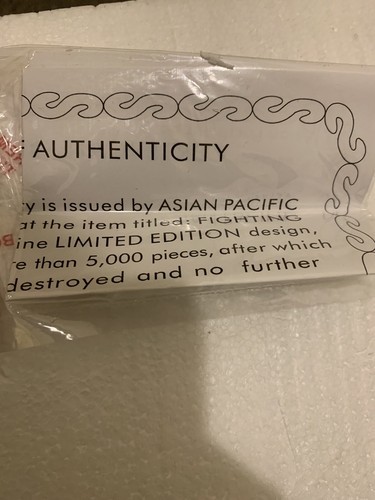 AUTHENTICITY
y is issued by ASIAN PACIFIC
at the item titled: FIGHTING
ine LIMITED EDITION design,
re than 5,000 pieces, after which
destroyed and no further